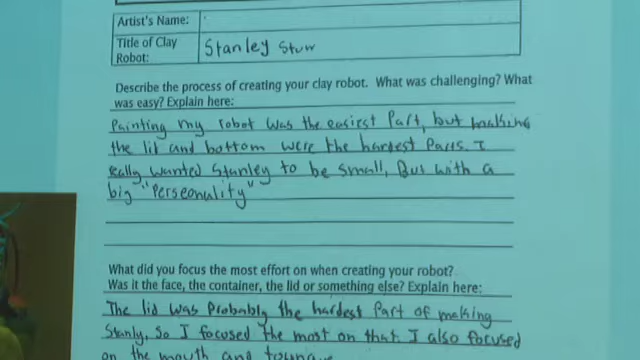 Artist's Name:
Title of Clay Robot: Stanley Stum
Describe the process of creating your clay robot. What was challenging? What
was easy? Explain here:
Painting my robot was the easiest Part, but making
the lid and bottom were the hardest Parts. I
really wanted Stanley to be small, But with a
big "Perseonality"
What did you focus the most effort on when creating your robot?
Was it the face, the container, the lid or something else? Explain here:
The lid was Probably the hardest Part of making
Stanly, So I focused the most on that. I also focused
on the mouth and tounge